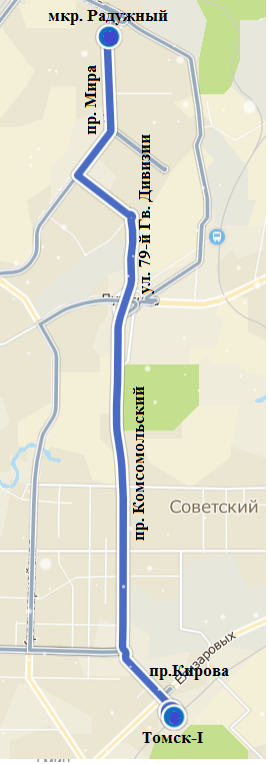 мкр. Радужный
пр. Мира
ул. 79-й Гв. Дивизии
пр. Комсомольский
Советский
Елизаровых
пр.Кирова
Томск-I